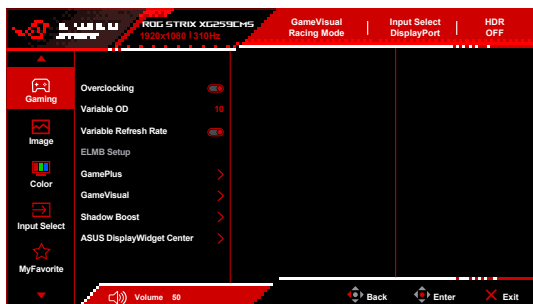 ROG STRIX XG259CMS
1920x1080 | 310Hz
GameVisual
Racing Mode
Input Select
DisplayPort
HDR
OFF
Gaming
Image
Color
Input Select
MyFavorite
Overclocking
Variable OD 10
Variable Refresh Rate
ELMB Setup
GamePlus
GameVisual
Shadow Boost
ASUS DisplayWidget Center
Volume 50
Back
Enter
Exit